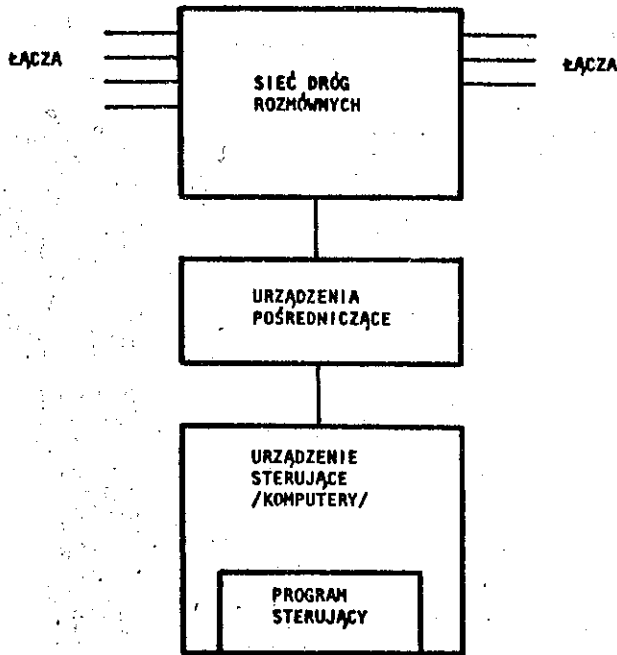 ŁĄCZA
ŁĄCZA
SIEĆ DRÓG
ROZMÓWNYCH
URZĄDZENIA
POŚREDNICZĄCE
URZĄDZENIE
STERUJĄCE
/KOMPUTERY/
PROGRAM
STERUJĄCY